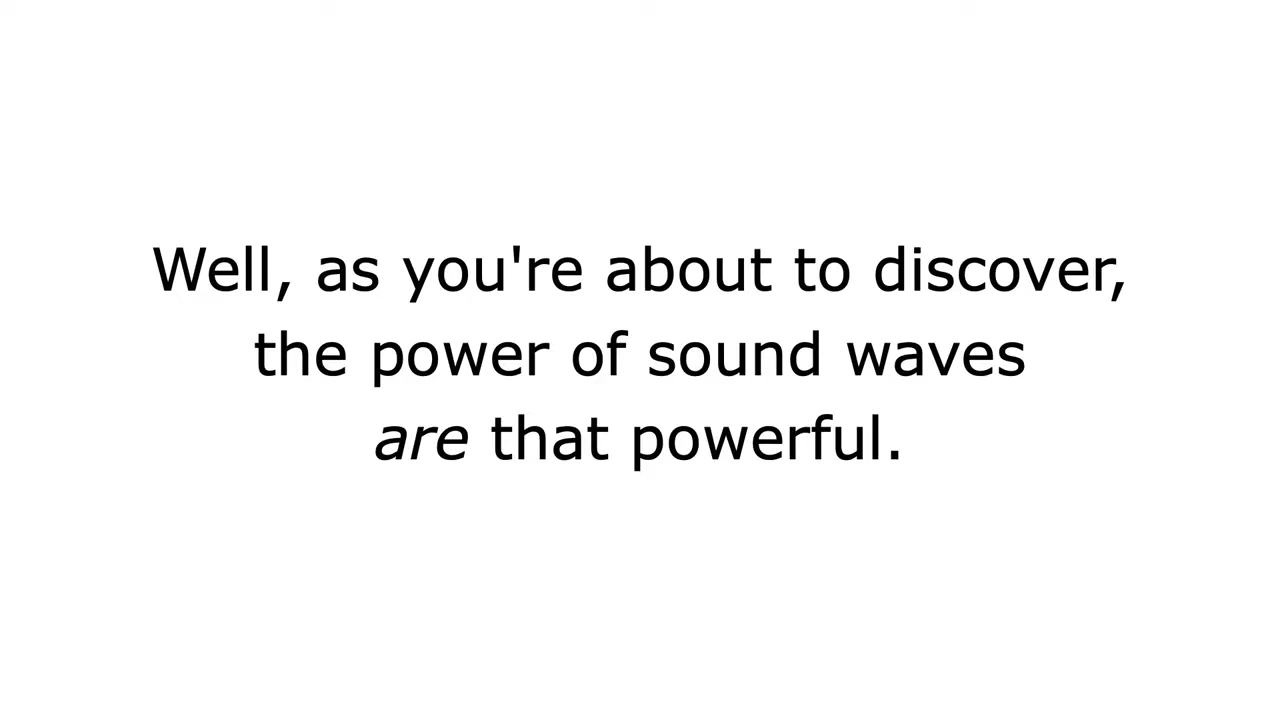 Well, as you're about to discover,
the power of sound waves
are that powerful.